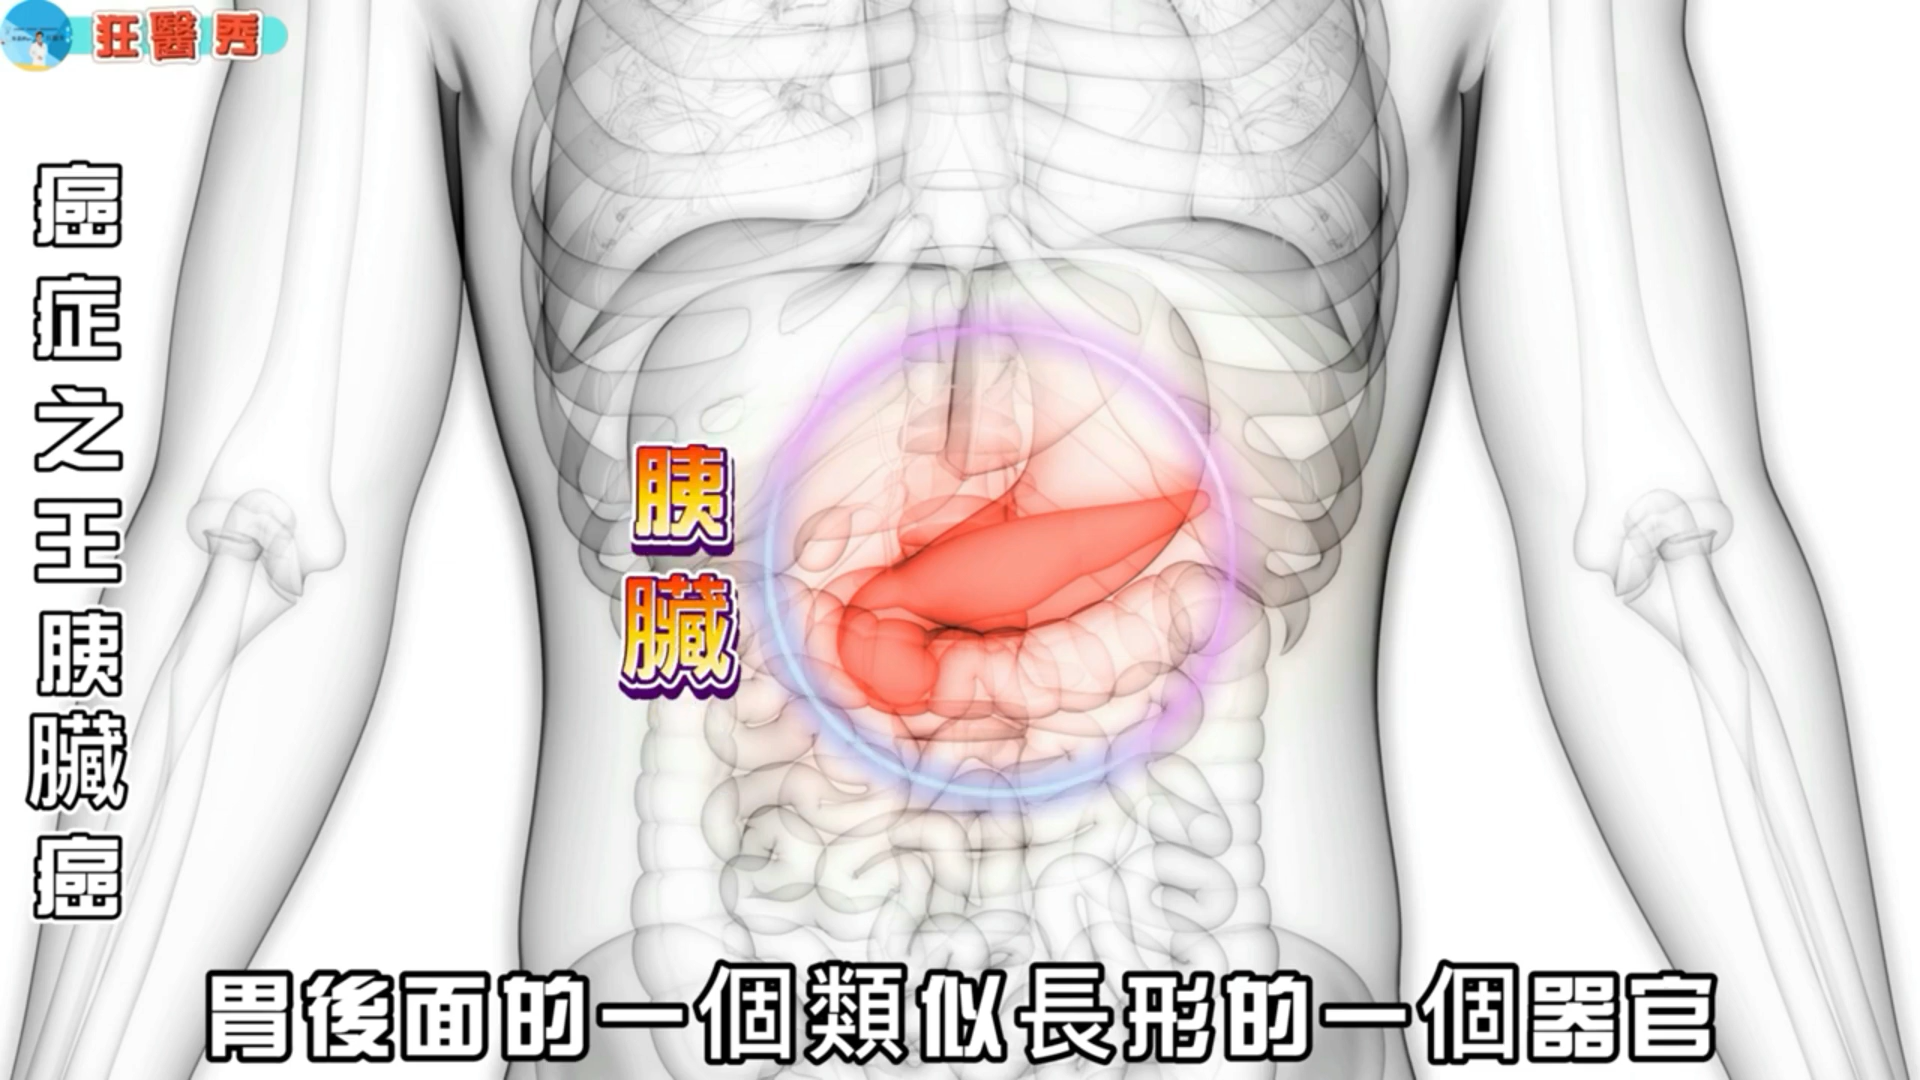 狂醫秀
癌症之王胰臟癌
胰臟
胃後面的一個類似長形的一個器官